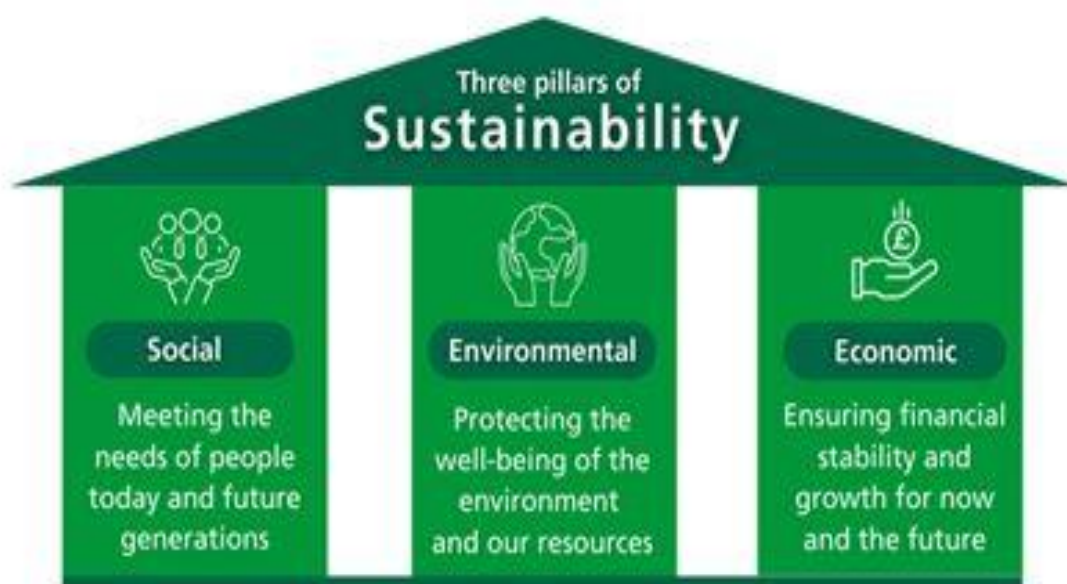 Three pillars of
Sustainability
£
Social
Meeting the
needs of people
today and future
generations
Environmental
Protecting the
well-being of the
environment
and our resources
£
Economic
Ensuring financial
stability and
growth for now
and the future